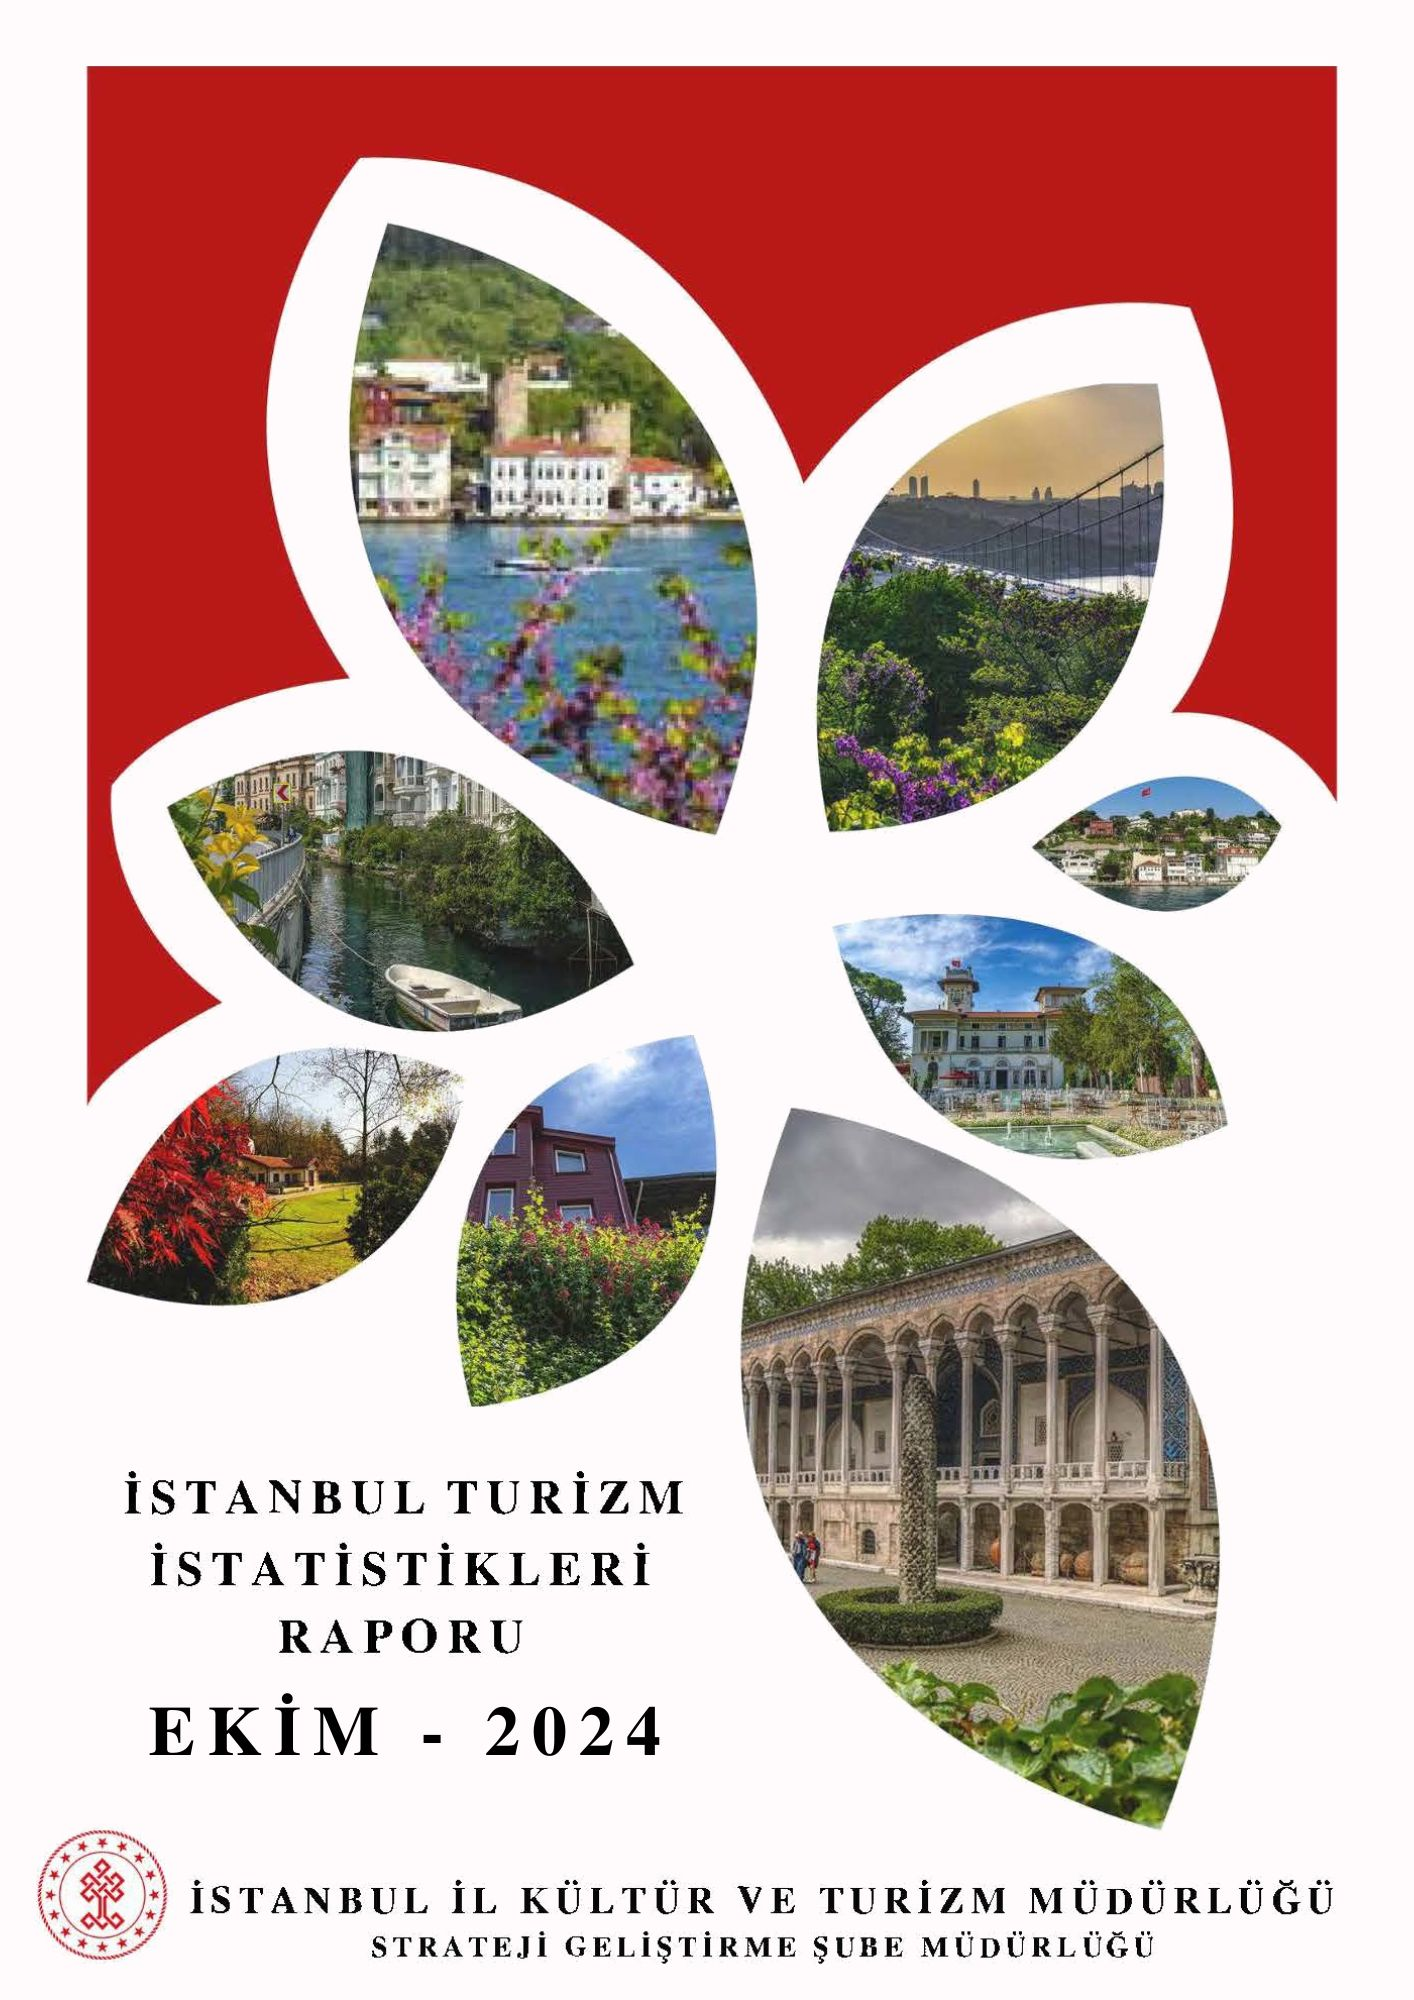 İSTANBUL TURİZM
İSTATİSTİKLERİ
RAPORU
EKİM - 2024
İSTANBUL İL KÜLTÜR VE TURİZM MÜDÜRLÜĞÜ
STRATEJİ GELİŞTİRME ŞUBE MÜDÜRLÜĞÜ